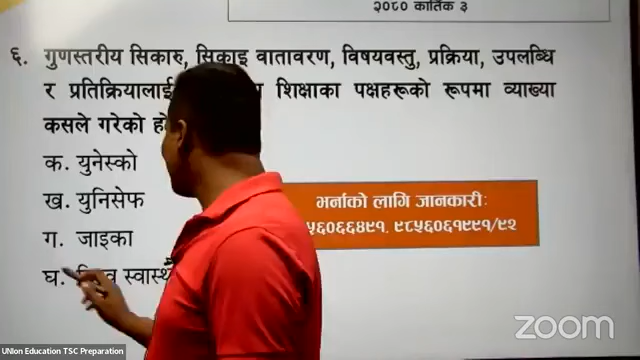 २०८० कार्तिक ३
६. गुणस्तरीय सिकारु, सिकाइ वातावरण, विषयवस्तु, प्रक्रिया, उपलब्धि
र प्रतिक्रियालाई शिक्षाका पक्षहरूको रूपमा व्याख्या
कसले गरेको
क. युनेस्को
ख. युनिसेफ
ग. जाइका
घ.
भर्नाको लागि जानकारीः
५६०६६४९१, ९८५६०६१९९१/९२
zoom
UNIon Education TSC Preparation